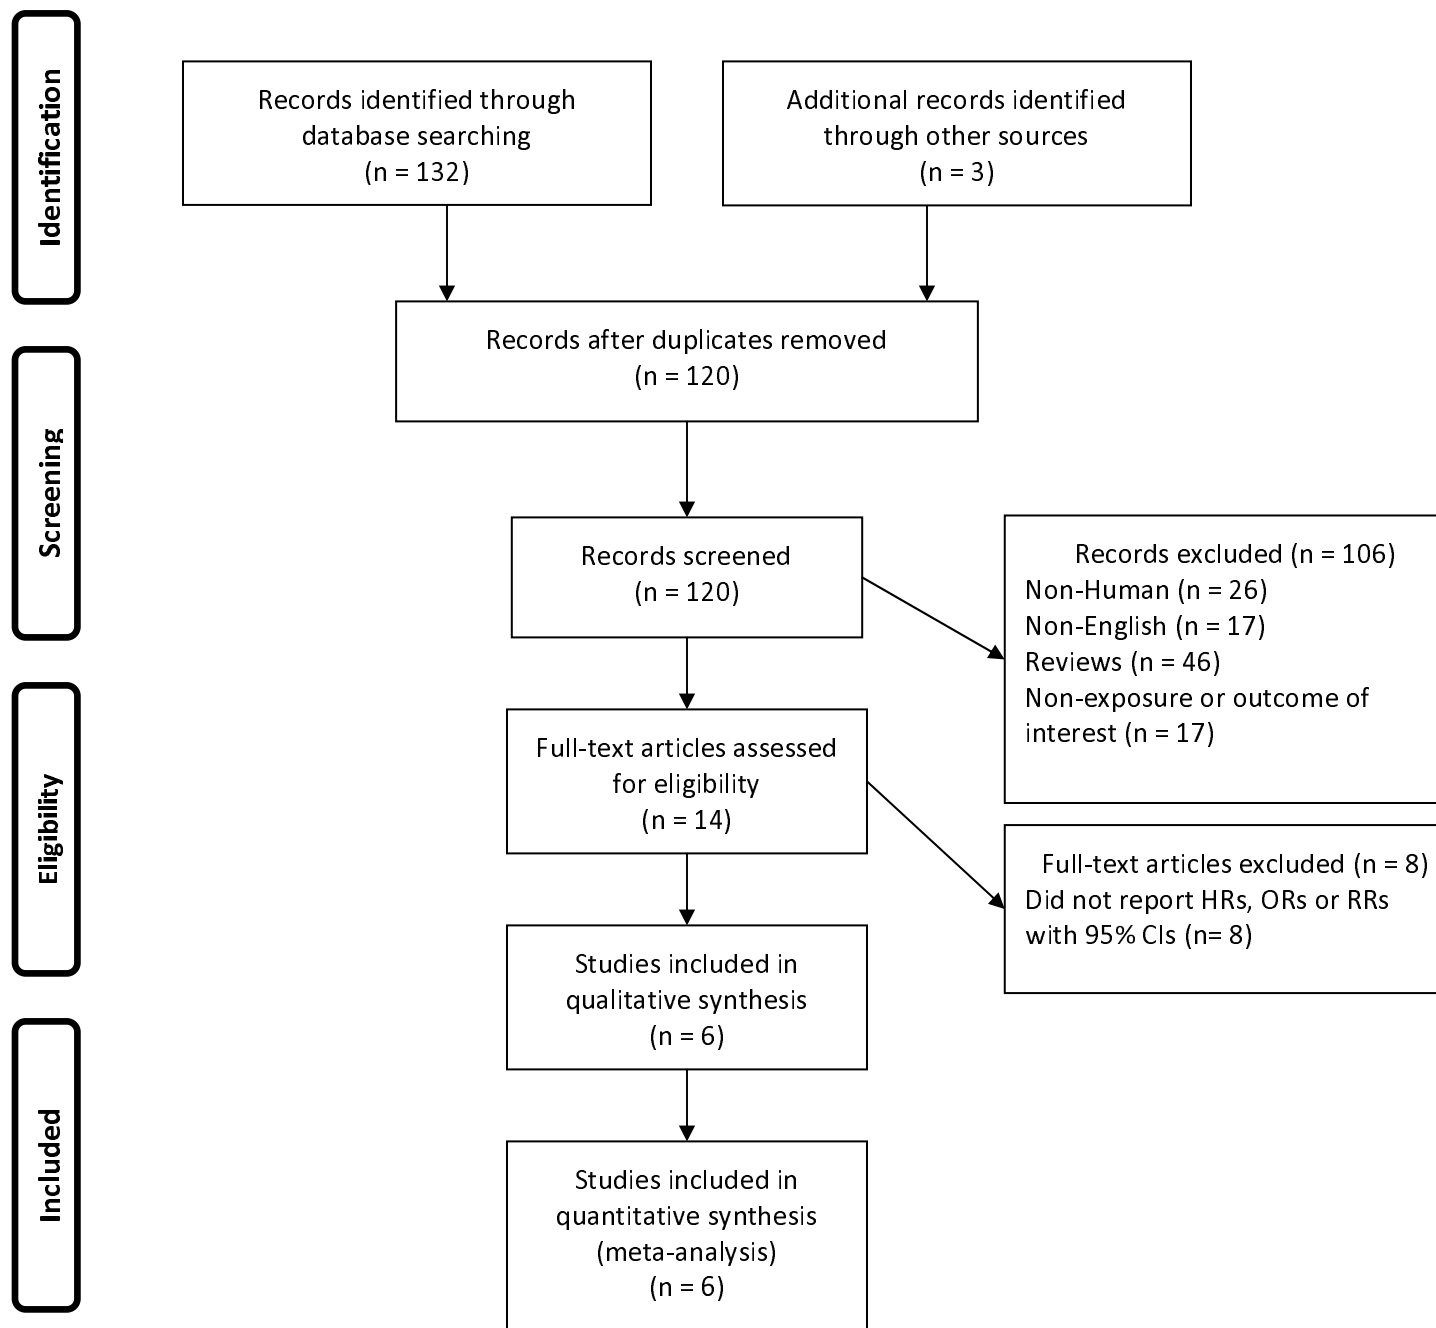 Identification
Records identified through
database searching
(n = 132)
Additional records identified
through other sources
(n = 3)
Records after duplicates removed
(n = 120)
Screening
Records screened
(n = 120)
Records excluded (n = 106)
Non-Human (n = 26)
Non-English (n = 17)
Reviews (n = 46)
Non-exposure or outcome of
interest (n = 17)
Eligibility
Full-text articles assessed
for eligibility
(n = 14)
Full-text articles excluded (n = 8)
Did not report HRs, ORs or RRs
with 95% CIs (n= 8)
Studies included in
qualitative synthesis
(n = 6)
Included
Studies included in
quantitative synthesis
(meta-analysis)
(n = 6)